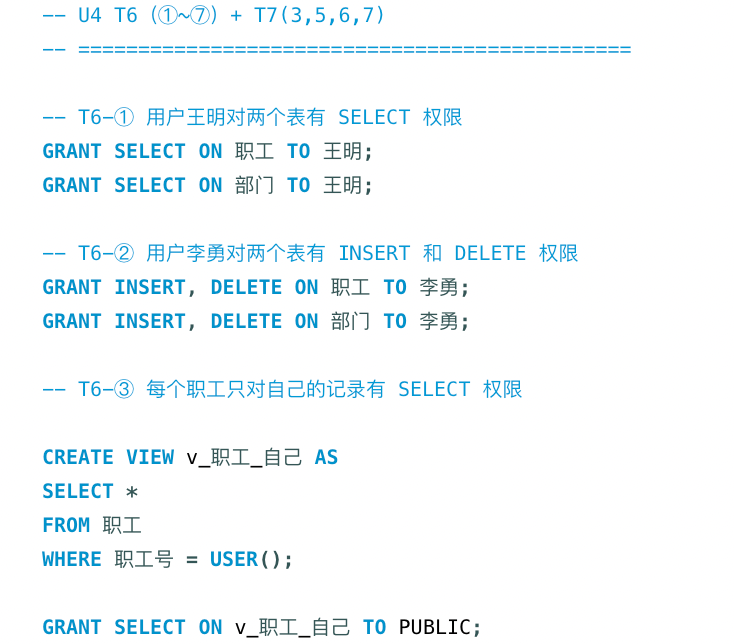 -- U4 T6（①~⑦）+ T7(3,5,6,7)
-- ==============================================
-- T6-① 用户王明对两个表有 SELECT 权限
GRANT SELECT ON 职工 TO 王明;
GRANT SELECT ON 部门 TO 王明;
-- T6-② 用户李勇对两个表有 INSERT 和 DELETE 权限
GRANT INSERT, DELETE ON 职工 TO 李勇;
GRANT INSERT, DELETE ON 部门 TO 李勇;
-- T6-③ 每个职工只对自己的记录有 SELECT 权限
CREATE VIEW v_职工_自己 AS
SELECT *
FROM 职工
WHERE 职工号 = USER();
GRANT SELECT ON v_职工_自己 TO PUBLIC;